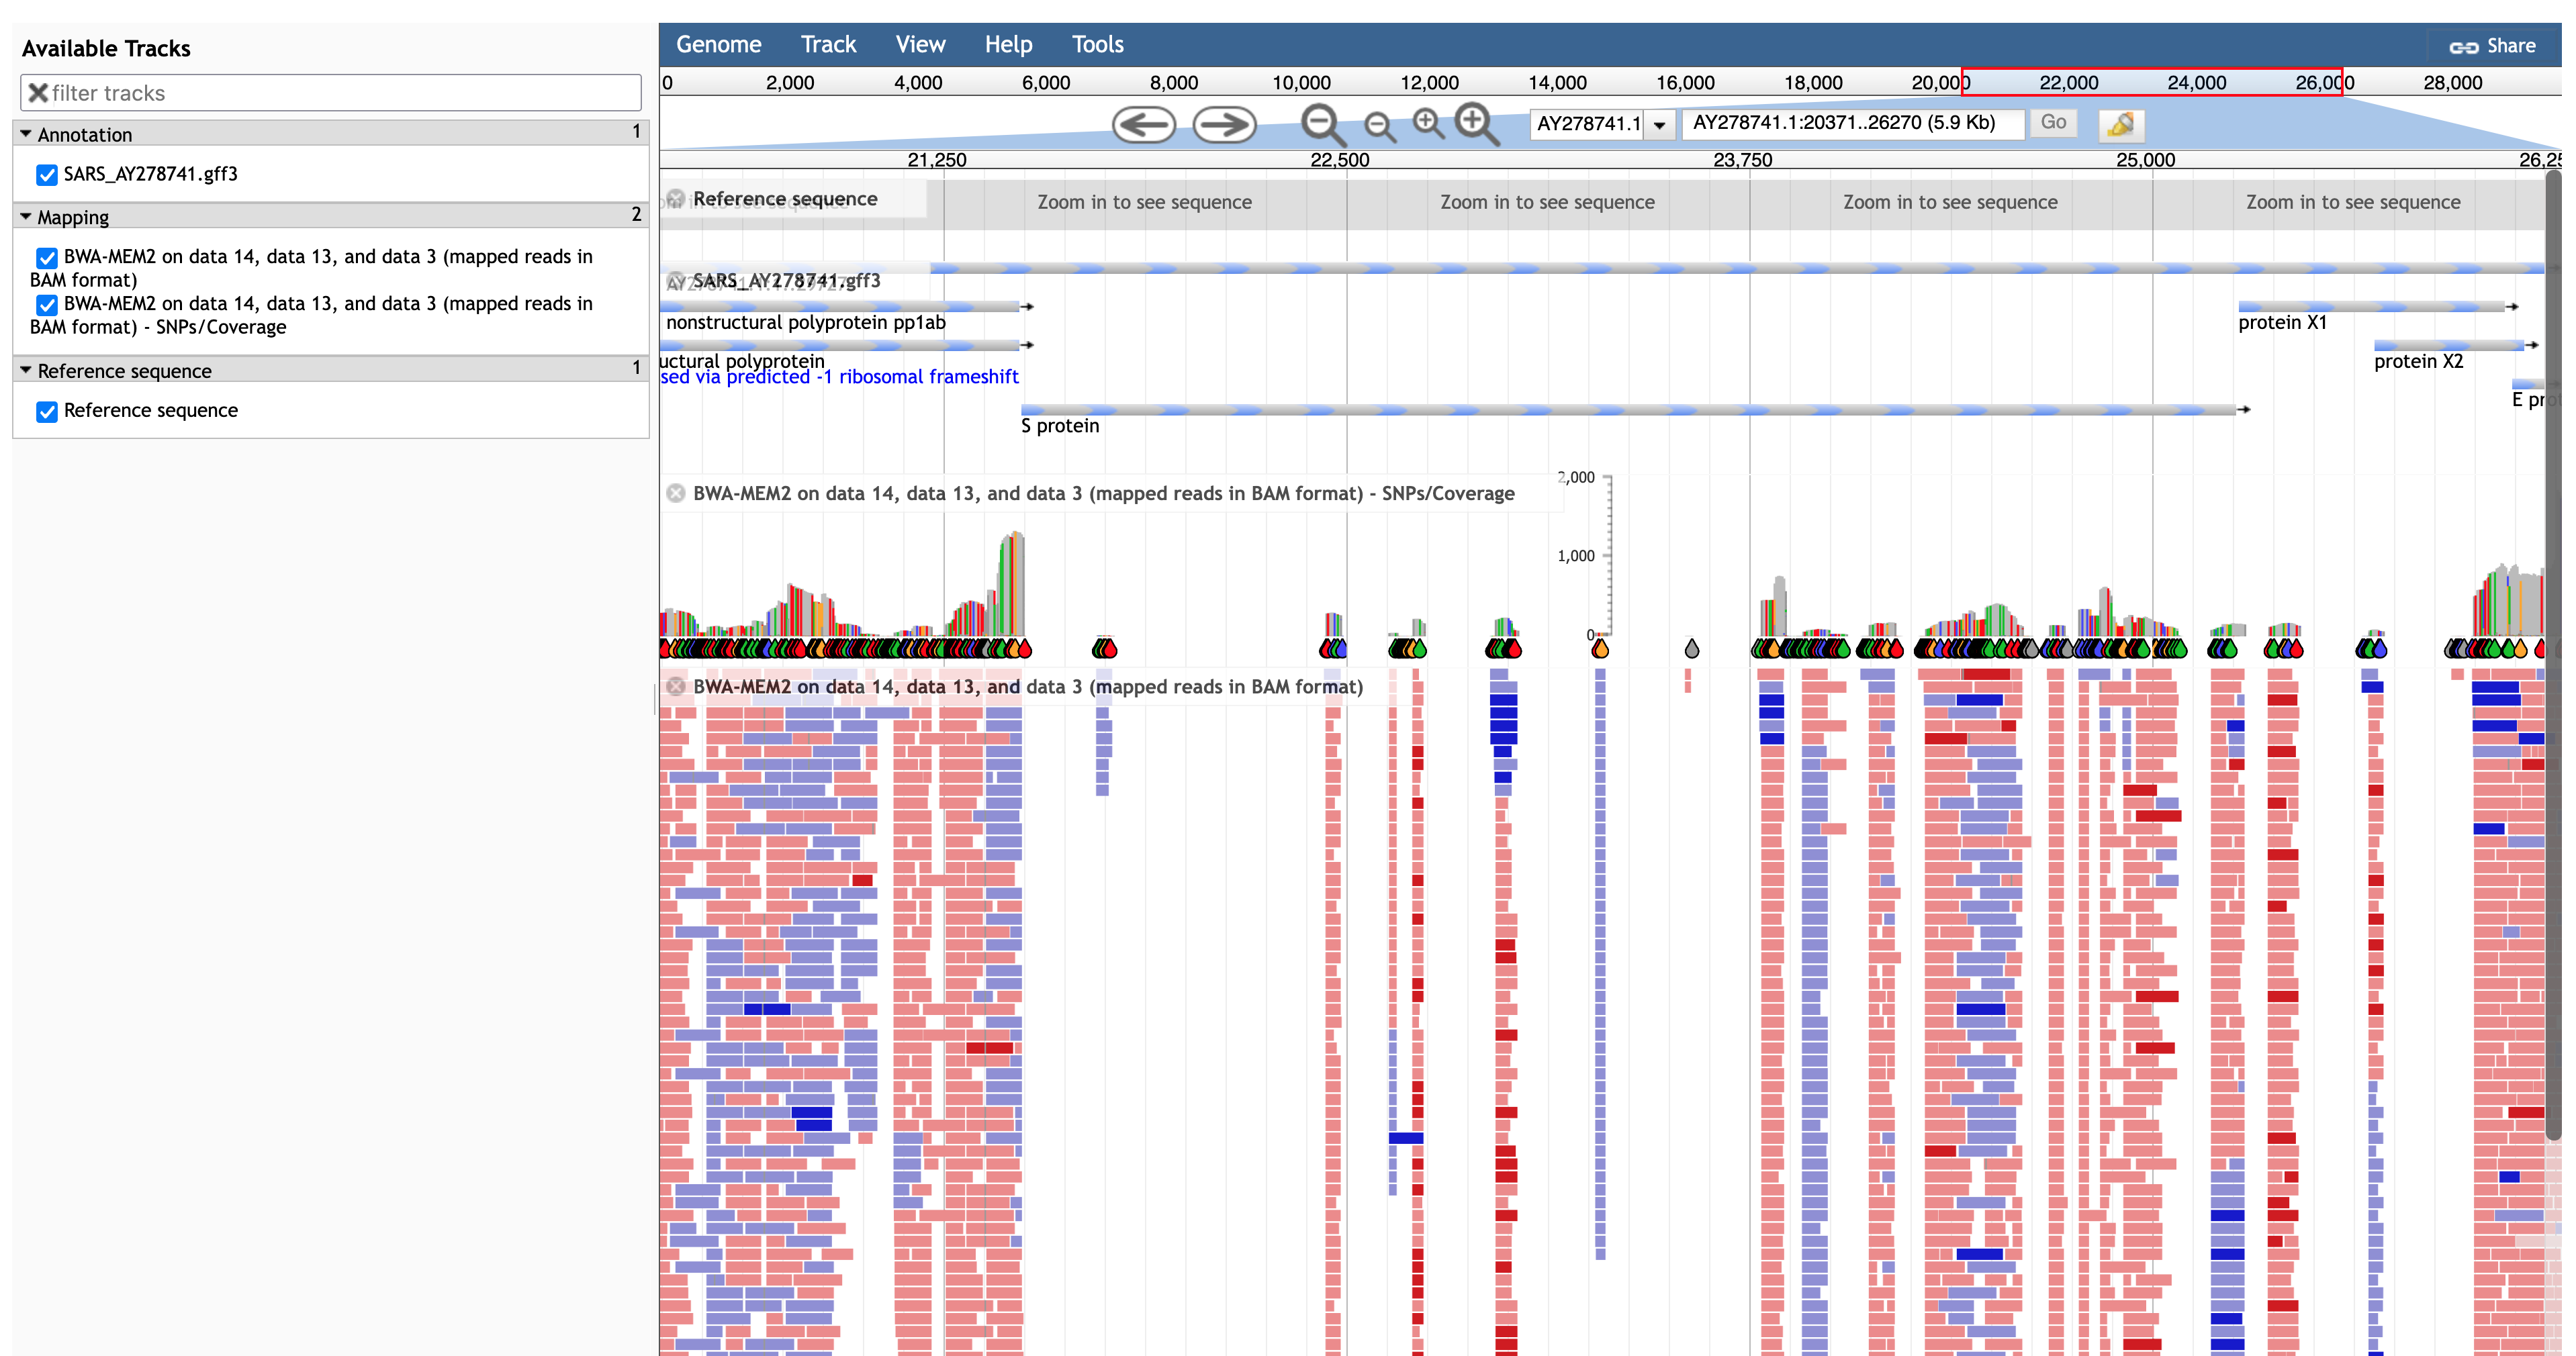 Available Tracks
filter tracks
Annotation 1
SARS_AY278741.gff3
Mapping 2
BWA-MEM2 on data 14, data 13, and data 3 (mapped reads in
BAM format)
BWA-MEM2 on data 14, data 13, and data 3 (mapped reads in
BAM format) - SNPs/Coverage
Reference sequence 1
Reference sequence
Genome Track View Help Tools Share
0 2,000 4,000 6,000 8,000 10,000 12,000 14,000 16,000 18,000 20,000 22,000 24,000 26,000 28,000
AY278741.1 AY278741.1:20371..26270 (5.9 Kb) Go
21,250 22,500 23,750 25,000 26,25
Reference sequence Zoom in to see sequence Zoom in to see sequence Zoom in to see sequence Zoom in to see sequence
SARS_AY278741.gff3
nonstructural polyprotein pp1ab protein X1
uctural polyprotein protein X2
sed via predicted -1 ribosomal frameshift
E pro
S protein
2,000
BWA-MEM2 on data 14, data 13, and data 3 (mapped reads in BAM format) - SNPs/Coverage
1,000
0
BWA-MEM2 on data 14, data 13, and data 3 (mapped reads in BAM format)